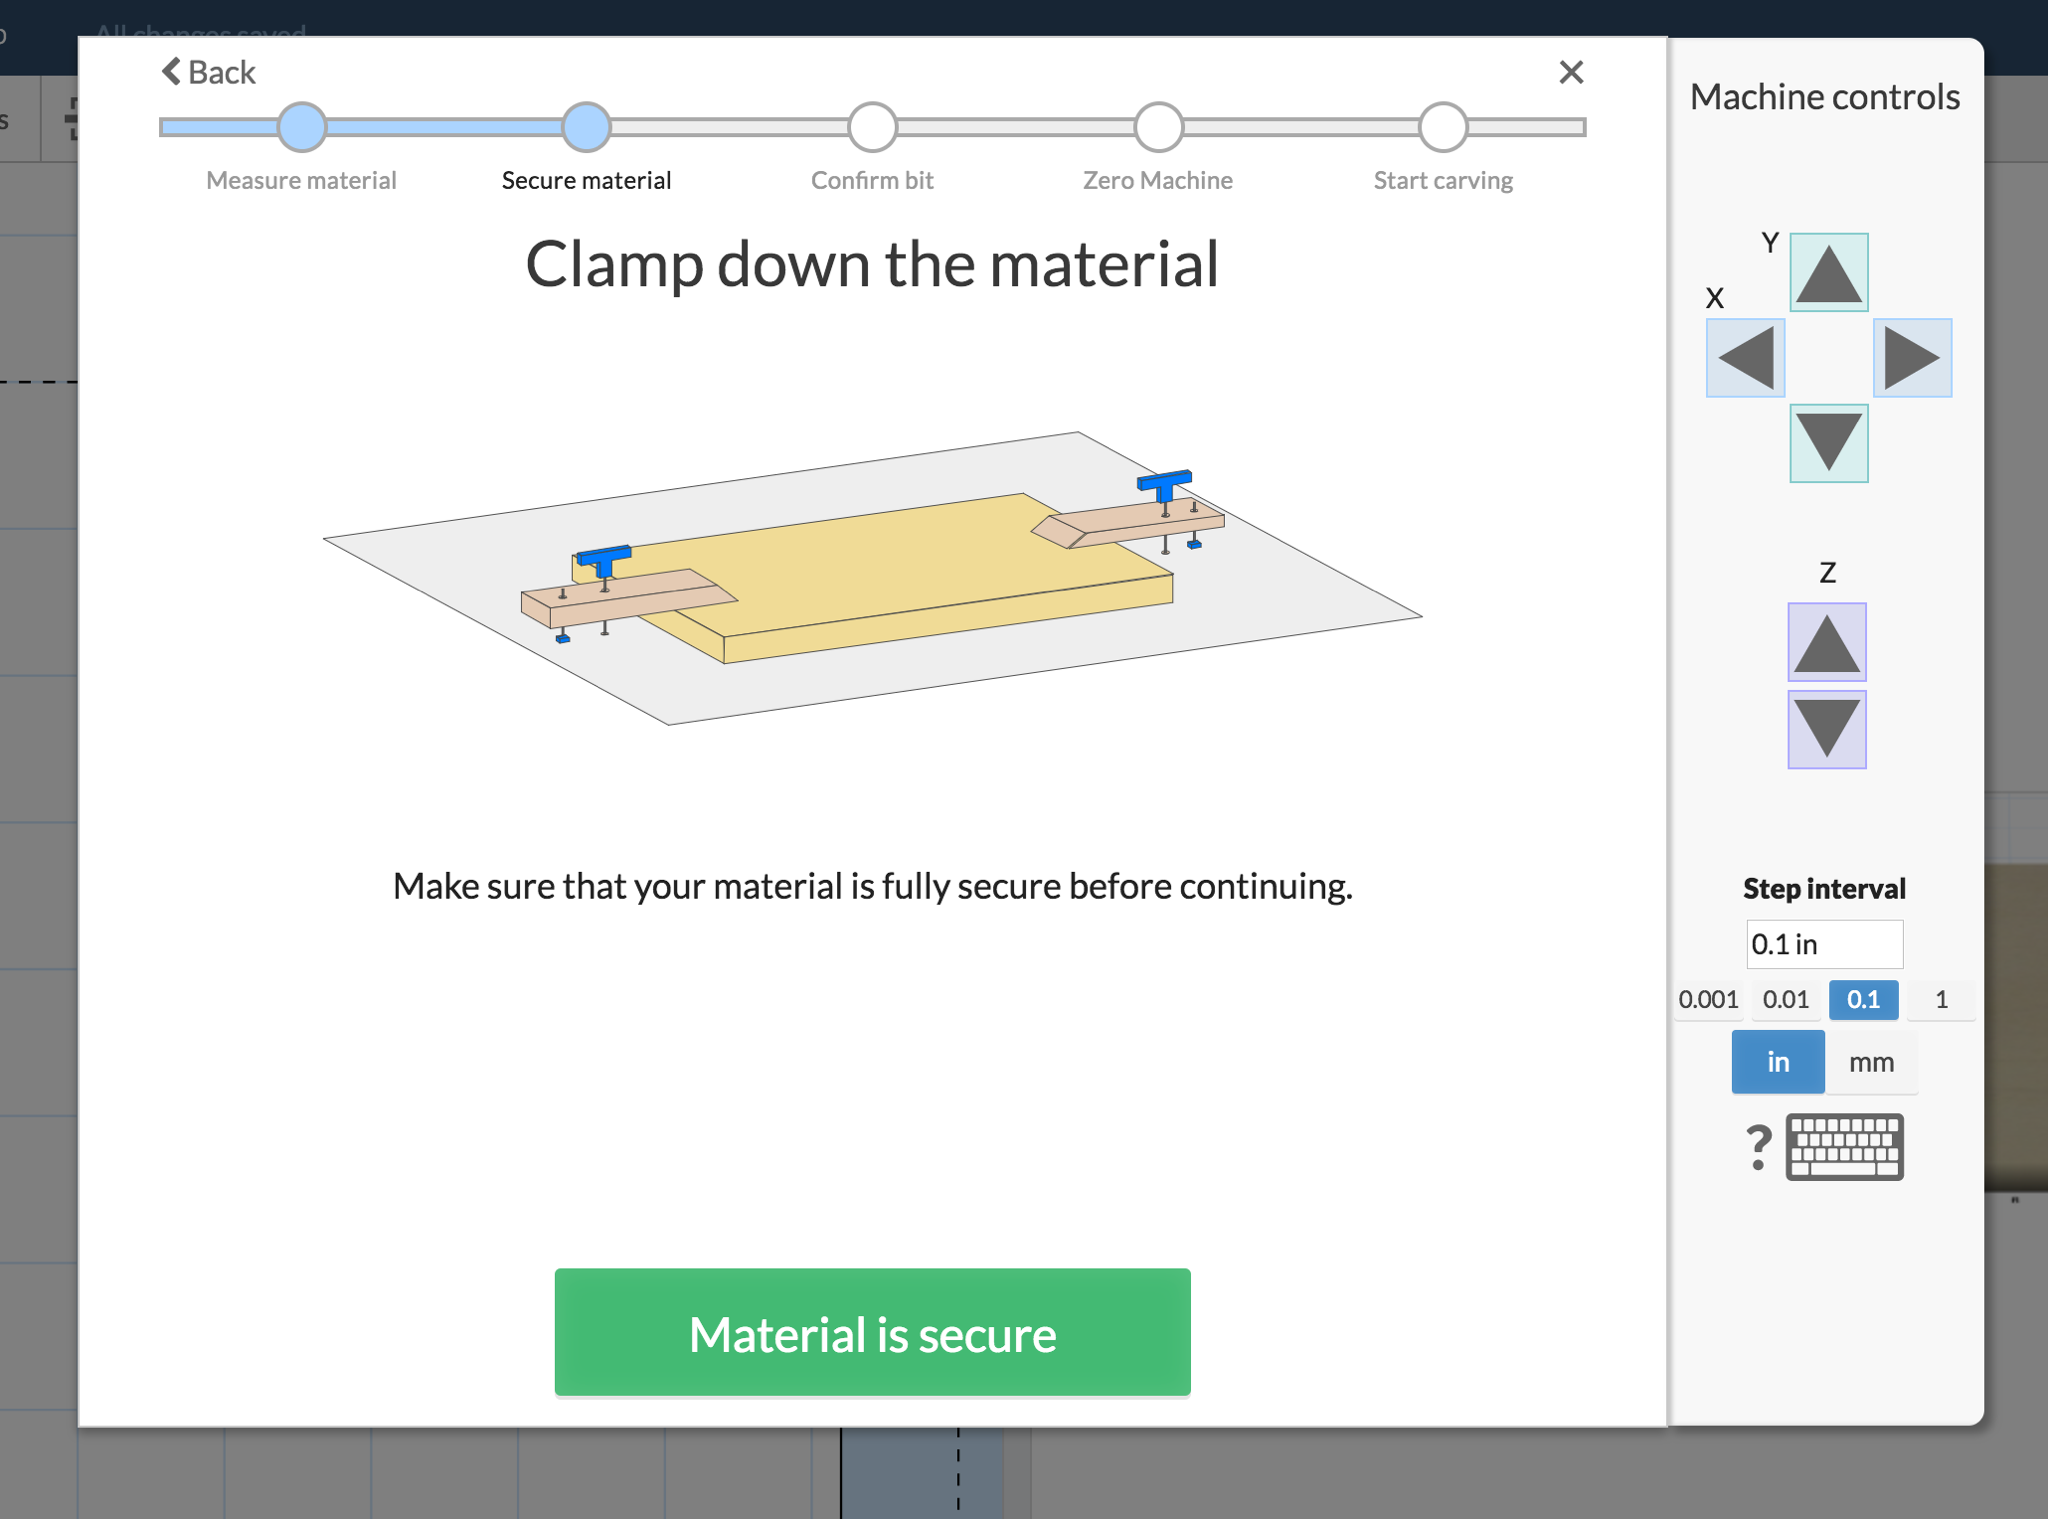 All changes saved
Back
Measure material
Secure material
Confirm bit
Zero Machine
Start carving
Clamp down the material
Make sure that your material is fully secure before continuing.
Material is secure
Machine controls
Y
X
Z
Step interval
0.1 in
0.001 0.01 0.1 1
in mm
?